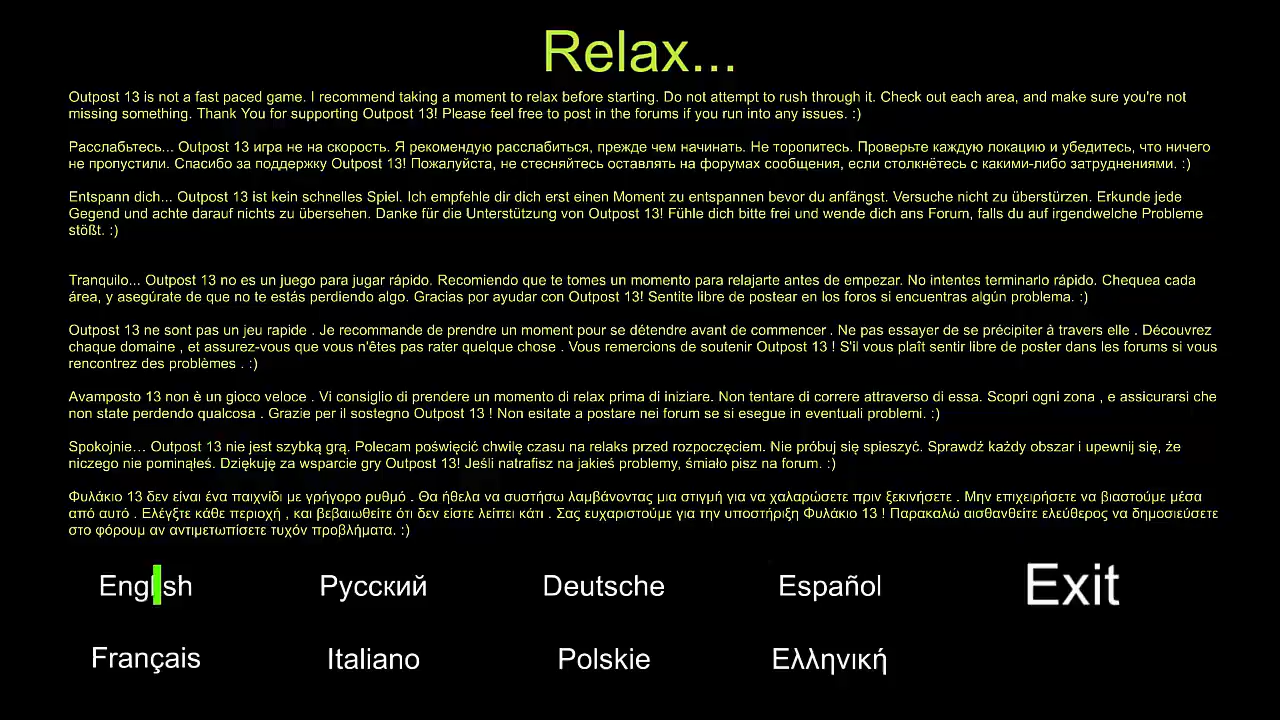 Relax...
Outpost 13 is not a fast paced game. I recommend taking a moment to relax before starting. Do not attempt to rush through it. Check out each area, and make sure you're not
missing something. Thank You for supporting Outpost 13! Please feel free to post in the forums if you run into any issues. :)
Расслабьтесь... Outpost 13 игра не на скорость. Я рекомендую расслабиться, прежде чем начинать. Не торопитесь. Проверьте каждую локацию и убедитесь, что ничего
не пропустили. Спасибо за поддержку Outpost 13! Пожалуйста, не стесняйтесь оставлять на форумах сообщения, если столкнётесь с какими-либо затруднениями. :)
Entspann dich... Outpost 13 ist kein schnelles Spiel. Ich empfehle dir dich erst einen Moment zu entspannen bevor du anfängst. Versuche nicht zu überstürzen. Erkunde jede
Gegend und achte darauf nichts zu übersehen. Danke für die Unterstützung von Outpost 13! Fühle dich bitte frei und wende dich ans Forum, falls du auf irgendwelche Probleme
stößt. :)
Tranquilo... Outpost 13 no es un juego para jugar rápido. Recomiendo que te tomes un momento para relajarte antes de empezar. No intentes terminarlo rápido. Chequea cada
área, y asegúrate de que no te estás perdiendo algo. Gracias por ayudar con Outpost 13! Sentite libre de postear en los foros si encuentras algún problema. :)
Outpost 13 ne sont pas un jeu rapide . Je recommande de prendre un moment pour se détendre avant de commencer . Ne pas essayer de se précipiter à travers elle . Découvrez
chaque domaine , et assurez-vous que vous n'êtes pas rater quelque chose . Vous remercions de soutenir Outpost 13 ! S'il vous plaît sentir libre de poster dans les forums si vous
rencontrez des problèmes . :)
Avamposto 13 non è un gioco veloce . Vi consiglio di prendere un momento di relax prima di iniziare. Non tentare di correre attraverso di essa. Scopri ogni zona , e assicurarsi che
non state perdendo qualcosa . Grazie per il sostegno Outpost 13 ! Non esitate a postare nei forum se si esegue in eventuali problemi. :)
Spokojnie... Outpost 13 nie jest szybką grą. Polecam poświęcić chwilę czasu na relaks przed rozpoczęciem. Nie próbuj się spieszyć. Sprawdź każdy obszar i upewnij się, że
niczego nie pominąłeś. Dziękuję za wsparcie gry Outpost 13! Jeśli natrafisz na jakieś problemy, śmiało pisz na forum. :)
Φυλάκιο 13 δεν είναι ένα παιχνίδι με γρήγορο ρυθμό . Θα ήθελα να συστήσω λαμβάνοντας μια στιγμή για να χαλαρώσετε πριν ξεκινήσετε . Μην επιχειρήσετε να βιαστούμε μέσα
από αυτό . Ελέγξτε κάθε περιοχή , και βεβαιωθείτε ότι δεν είστε λείπει κάτι . Σας ευχαριστούμε για την υποστήριξη Φυλάκιο 13 ! Παρακαλώ αισθανθείτε ελεύθερος να δημοσιεύσετε
στο φόρουμ αν αντιμετωπίσετε τυχόν προβλήματα. :)
English Русский Deutsche Español Exit
Français Italiano Polskie Ελληνική